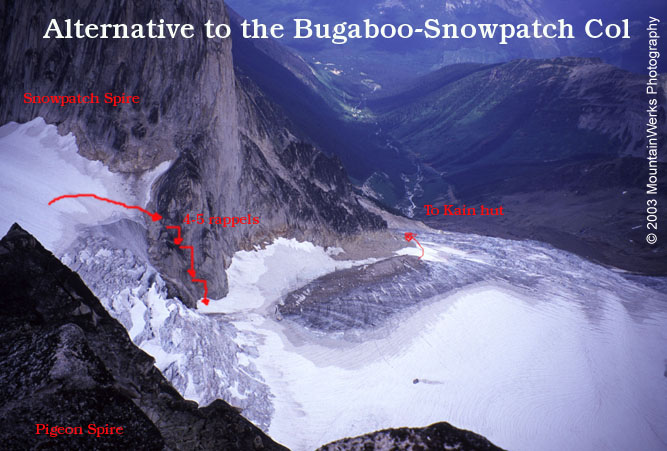 Alternative to the Bugaboo-Snowpatch Col
Snowpatch Spire
4-5 rappels
To Kain hut
Pigeon Spire
© 2003 MountainWerks Photography